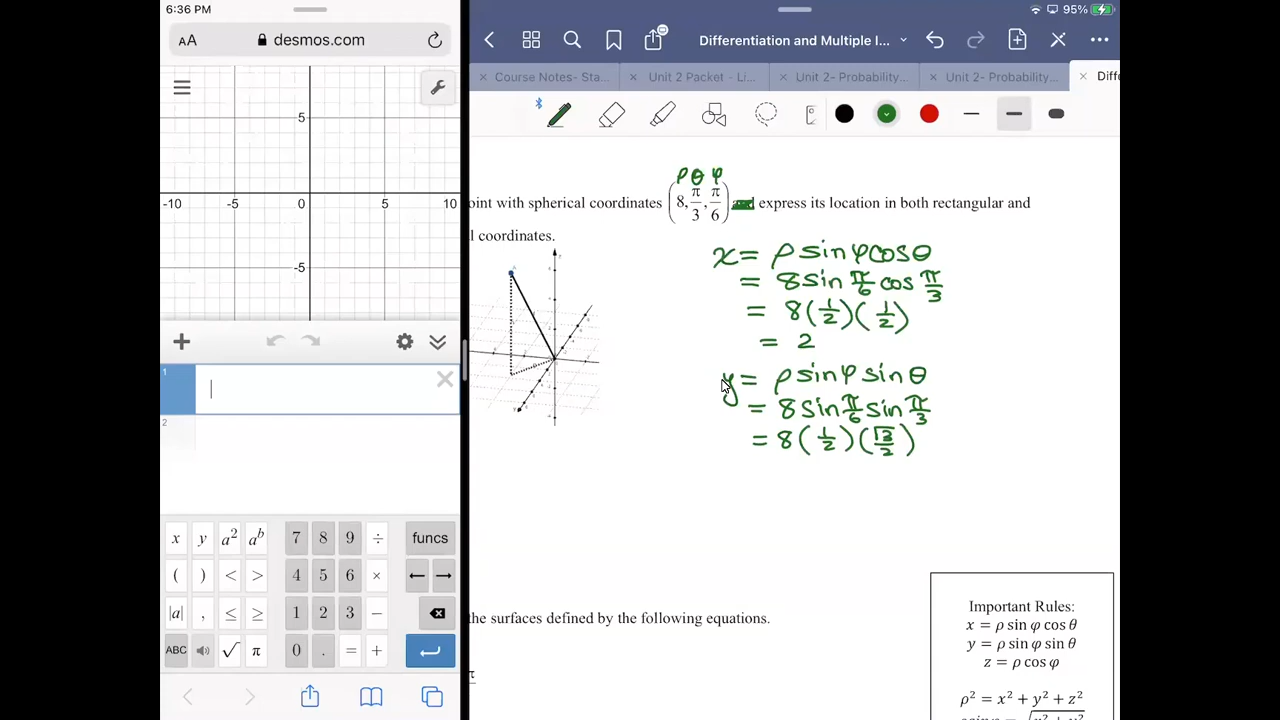 6:36 PM
95%
AA desmos.com
Differentiation and Multiple I...
Course Notes- Sta...
Unit 2 Packet - Li...
Unit 2- Probability...
Unit 2- Probability...
Diffe
5
-10 -5 0 5 10
-5
1
2
x y a² aᵇ 7 8 9 ÷ funcs
( ) < > 4 5 6 × ← →
|a| , ≤ ≥ 1 2 3 −
ABC √ π 0 . = +
ρ θ φ
oint with spherical coordinates (8, π/3, π/6) and express its location in both rectangular and
l coordinates.
x = ρ sin φ cos θ
= 8 sin π/6 cos π/3
= 8 (1/2)(1/2)
= 2
y = ρ sin φ sin θ
= 8 sin π/6 sin π/3
= 8 (1/2)(√3/2)
the surfaces defined by the following equations.
π
Important Rules:
x = ρ sin φ cos θ
y = ρ sin φ sin θ
z = ρ cos φ
ρ² = x² + y² + z²